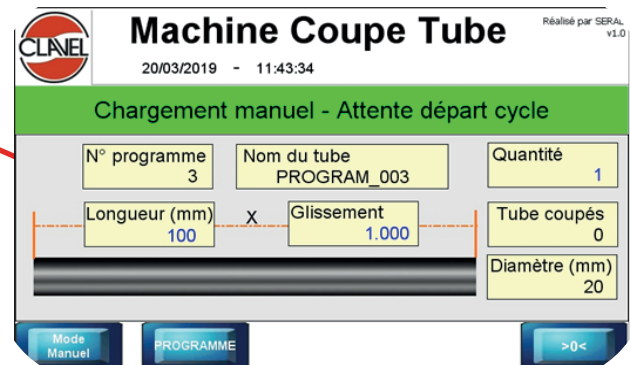 CLAVEL
Machine Coupe Tube
Réalisé par SERAL
v1.0
20/03/2019 - 11:43:34
Chargement manuel - Attente départ cycle
N° programme
3
Nom du tube
PROGRAM_003
Quantité
1
Longueur (mm)
100
X
Glissement
1.000
Tube coupés
0
Diamètre (mm)
20
Mode
Manuel
PROGRAMME
>0<